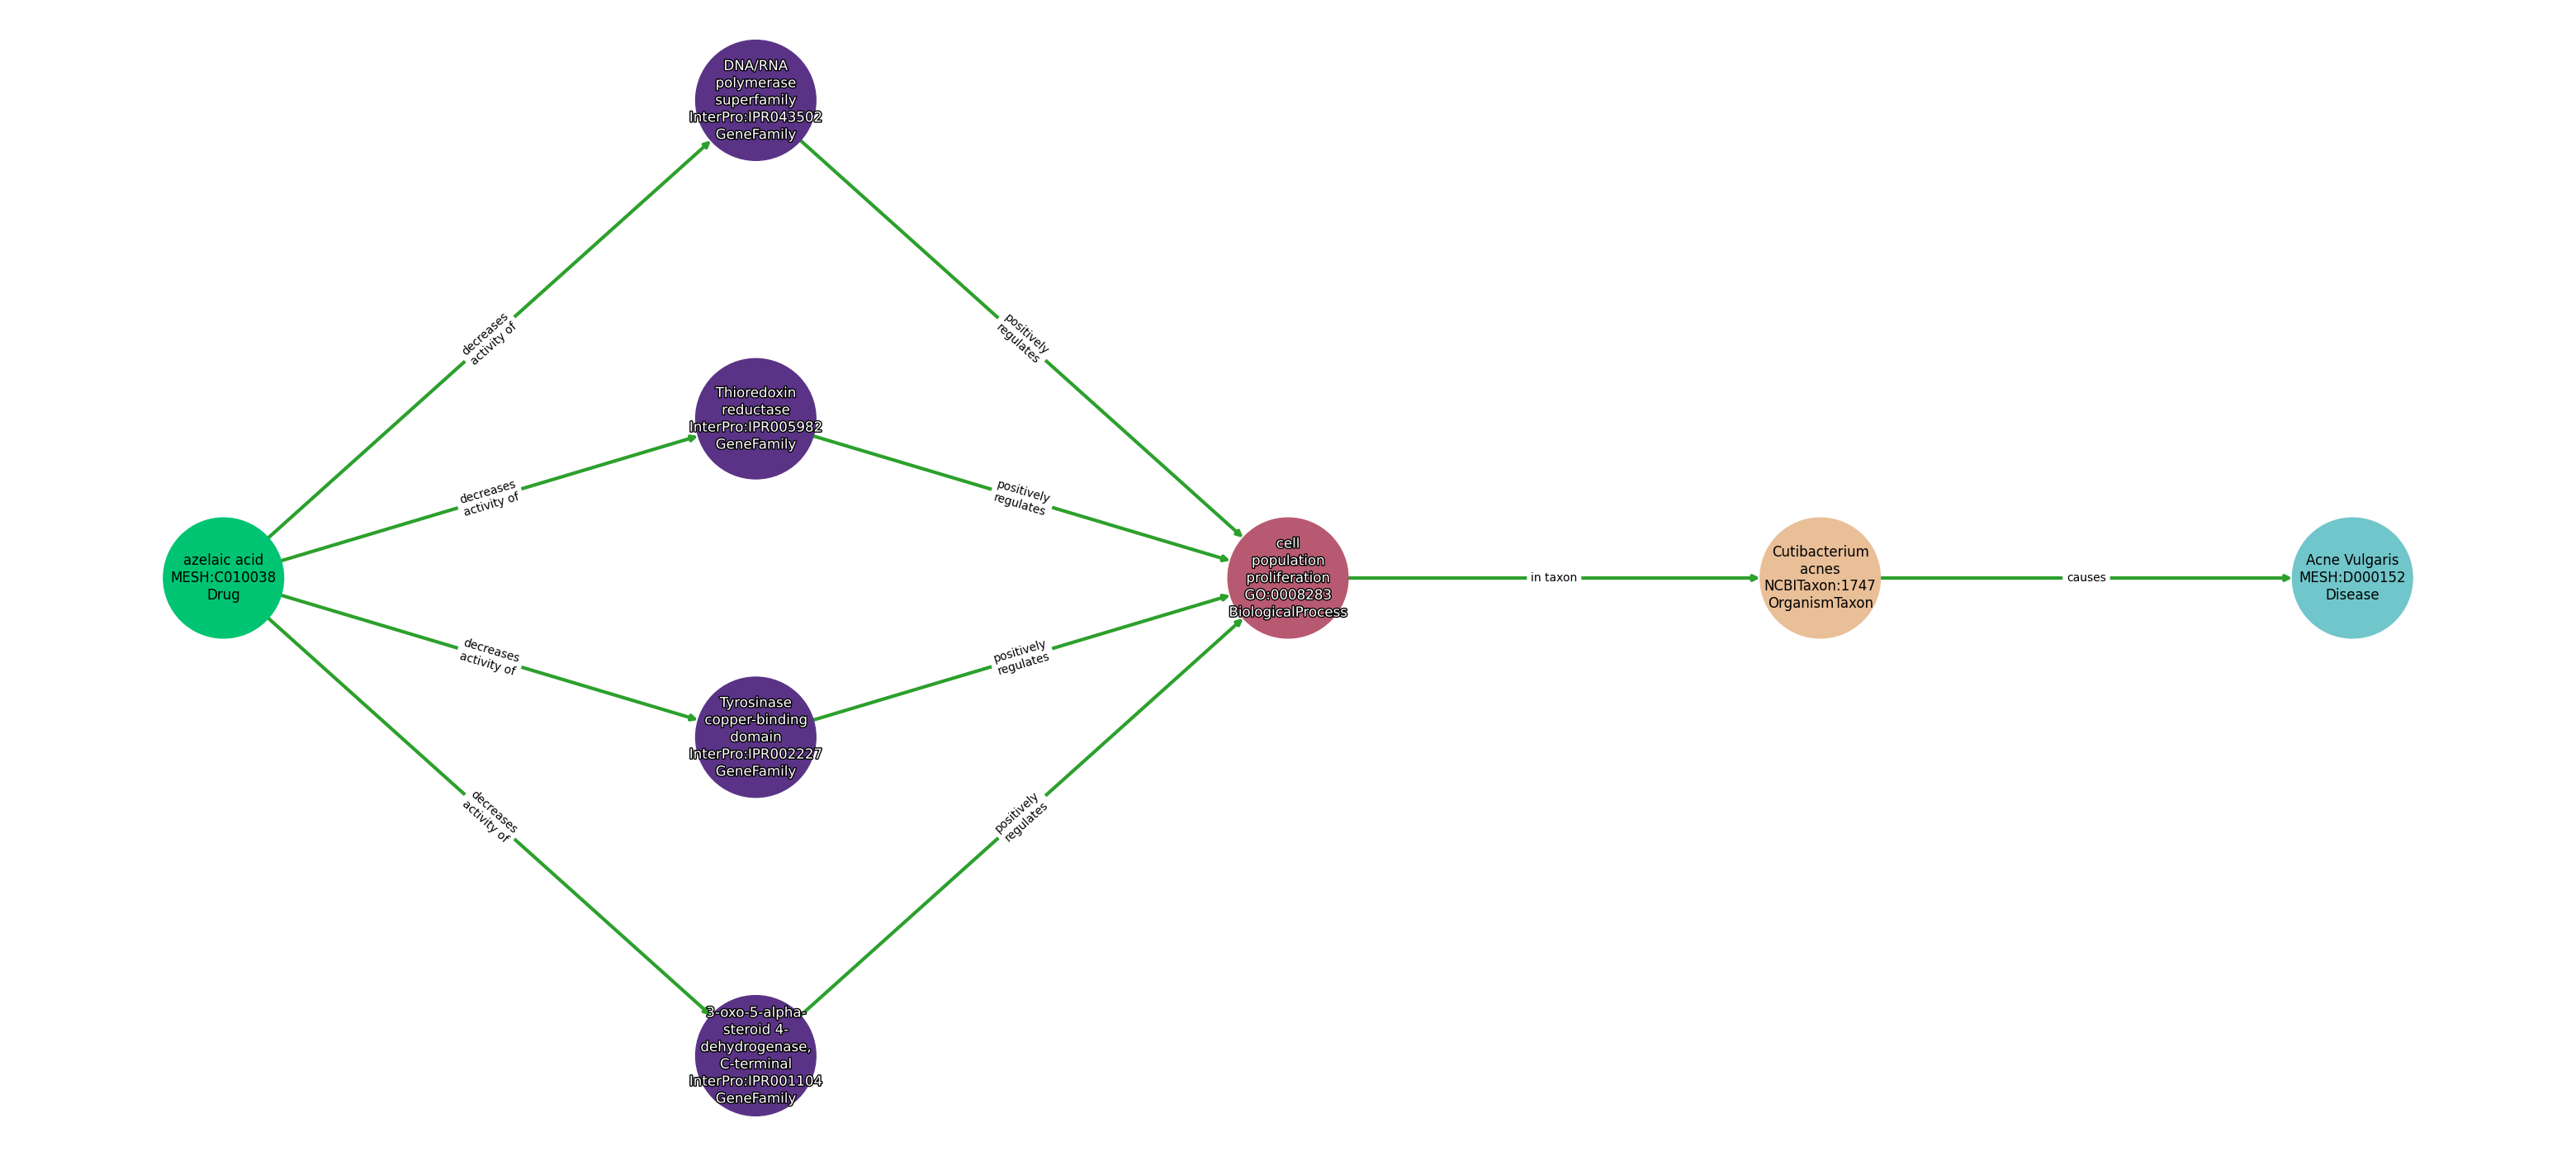 DNA/RNA
polymerase
superfamily
InterPro:IPR043502
GeneFamily
decreases
activity of
positively
regulates
Thioredoxin
reductase
InterPro:IPR005982
GeneFamily
decreases
activity of
positively
regulates
azelaic acid
MESH:C010038
Drug
cell
population
proliferation
GO:0008283
BiologicalProcess
in taxon
Cutibacterium
acnes
NCBITaxon:1747
OrganismTaxon
causes
Acne Vulgaris
MESH:D000152
Disease
decreases
activity of
positively
regulates
Tyrosinase
copper-binding
domain
InterPro:IPR002227
GeneFamily
decreases
activity of
positively
regulates
3-oxo-5-alpha-
steroid 4-
dehydrogenase,
C-terminal
InterPro:IPR001104
GeneFamily